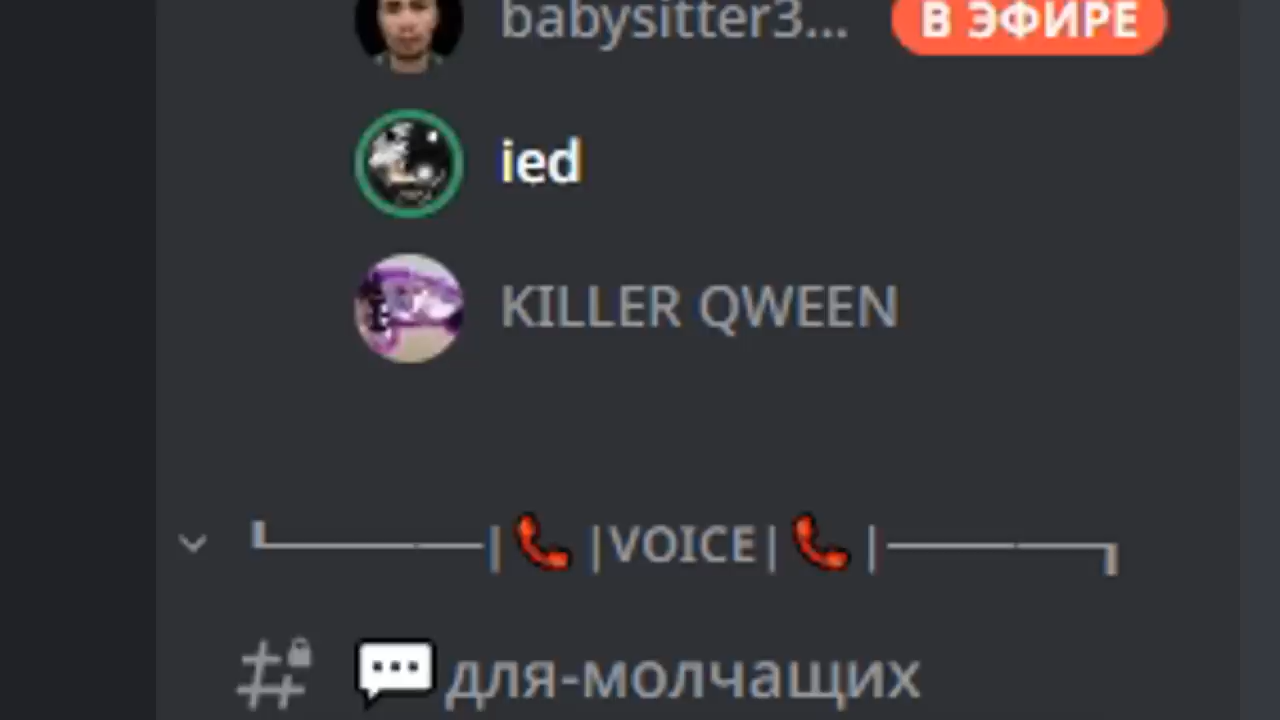 babysitter3... В ЭФИРЕ
ied
KILLER QWEEN
┗━━━━━|📞|VOICE|📞|━━━━━┓
💬для-молчащих